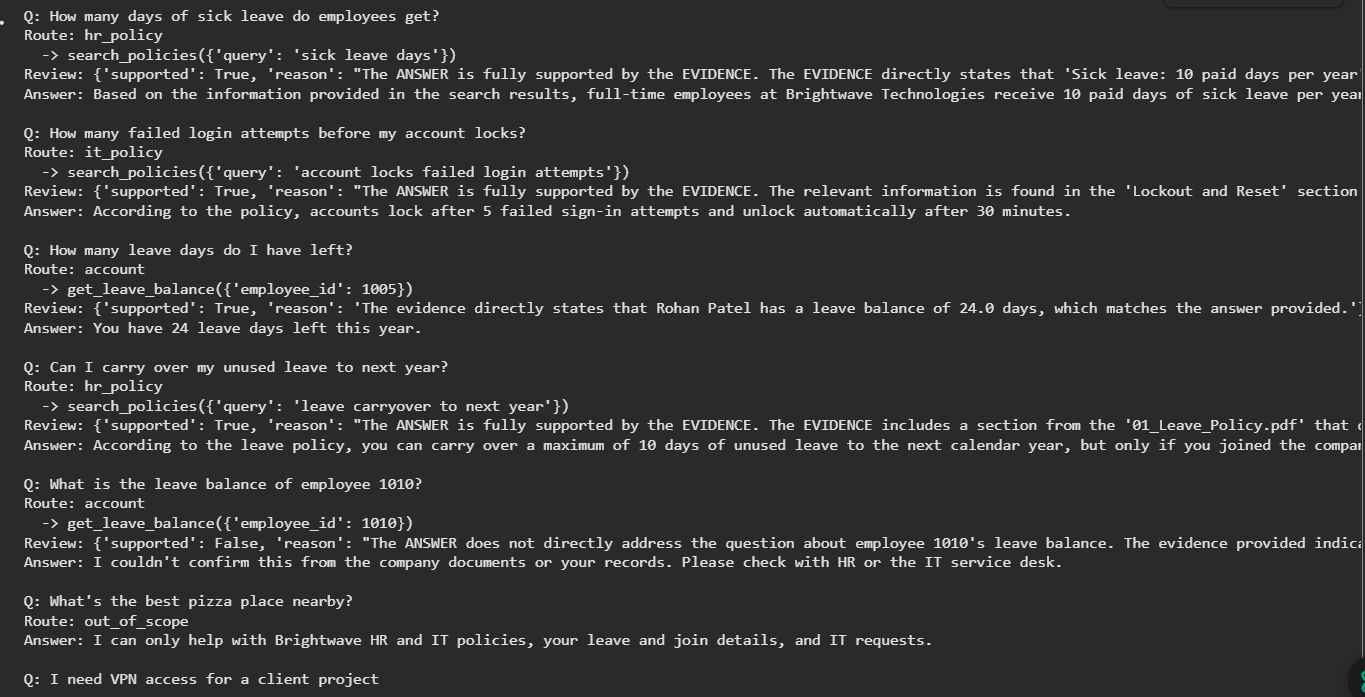 Q: How many days of sick leave do employees get?
Route: hr_policy
-> search_policies({'query': 'sick leave days'})
Review: {'supported': True, 'reason': "The ANSWER is fully supported by the EVIDENCE. The EVIDENCE directly states that 'Sick leave: 10 paid days per year'
Answer: Based on the information provided in the search results, full-time employees at Brightwave Technologies receive 10 paid days of sick leave per year
Q: How many failed login attempts before my account locks?
Route: it_policy
-> search_policies({'query': 'account locks failed login attempts'})
Review: {'supported': True, 'reason': "The ANSWER is fully supported by the EVIDENCE. The relevant information is found in the 'Lockout and Reset' section
Answer: According to the policy, accounts lock after 5 failed sign-in attempts and unlock automatically after 30 minutes.
Q: How many leave days do I have left?
Route: account
-> get_leave_balance({'employee_id': 1005})
Review: {'supported': True, 'reason': 'The evidence directly states that Rohan Patel has a leave balance of 24.0 days, which matches the answer provided.'}
Answer: You have 24 leave days left this year.
Q: Can I carry over my unused leave to next year?
Route: hr_policy
-> search_policies({'query': 'leave carryover to next year'})
Review: {'supported': True, 'reason': "The ANSWER is fully supported by the EVIDENCE. The EVIDENCE includes a section from the '01_Leave_Policy.pdf' that
Answer: According to the leave policy, you can carry over a maximum of 10 days of unused leave to the next calendar year, but only if you joined the
Q: What is the leave balance of employee 1010?
Route: account
-> get_leave_balance({'employee_id': 1010})
Review: {'supported': False, 'reason': "The ANSWER does not directly address the question about employee 1010's leave balance. The evidence provided
Answer: I couldn't confirm this from the company documents or your records. Please check with HR or the IT service desk.
Q: What's the best pizza place nearby?
Route: out_of_scope
Answer: I can only help with Brightwave HR and IT policies, your leave and join details, and IT requests.
Q: I need VPN access for a client project